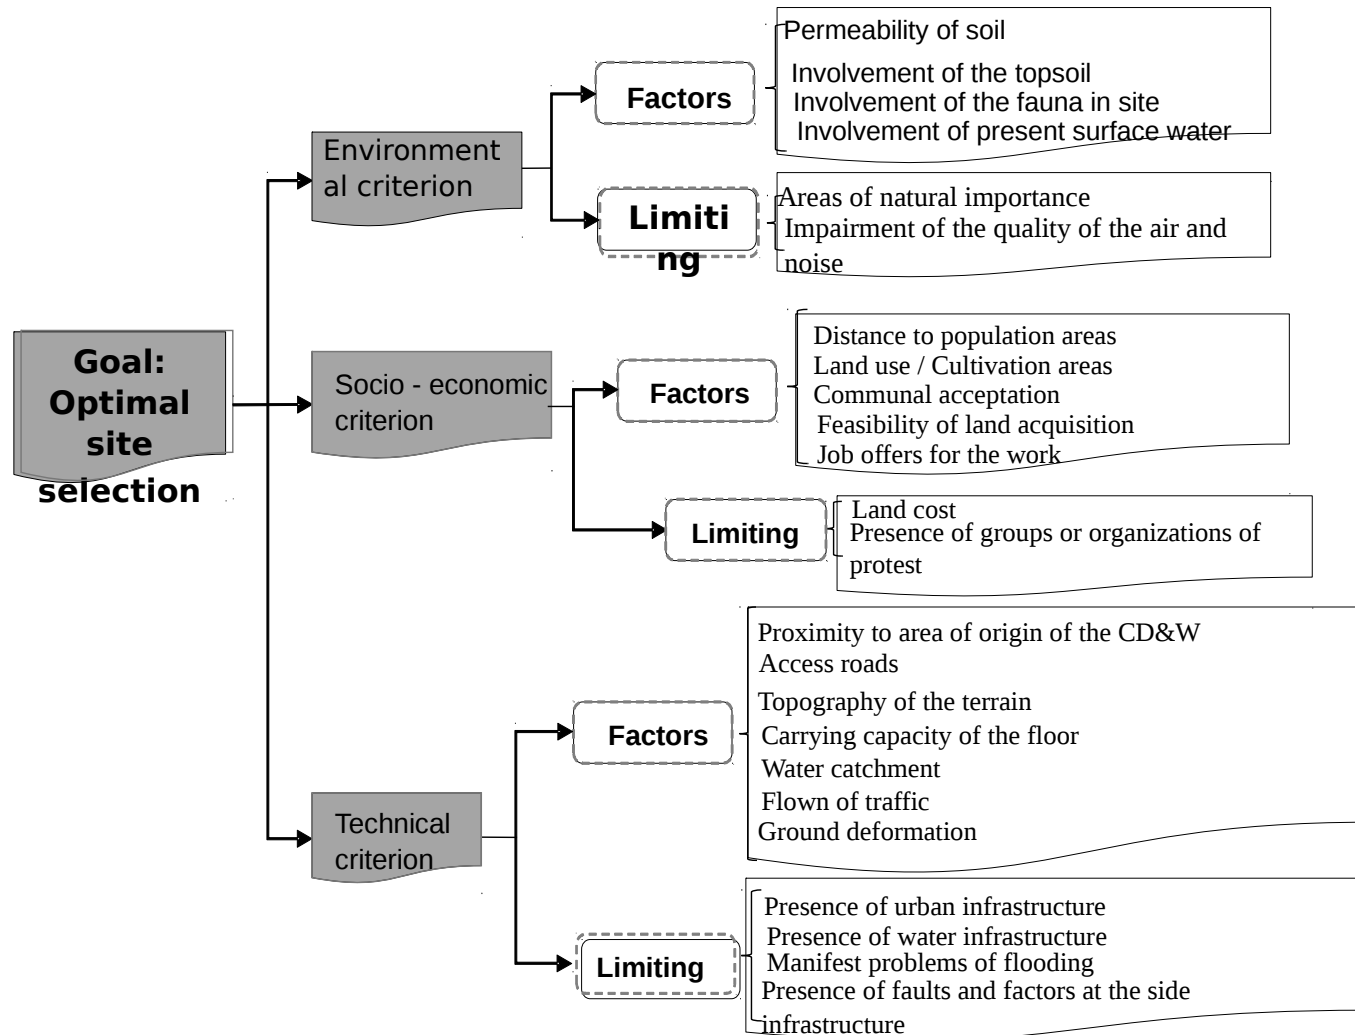 Goal:
Optimal
site
selection
Environment
al criterion
Factors
Permeability of soil
Involvement of the topsoil
Involvement of the fauna in site
Involvement of present surface water
Limiti
ng
Areas of natural importance
Impairment of the quality of the air and
noise
Socio - economic
criterion
Factors
Distance to population areas
Land use / Cultivation areas
Communal acceptation
Feasibility of land acquisition
Job offers for the work
Limiting
Land cost
Presence of groups or organizations of
protest
Technical
criterion
Factors
Proximity to area of origin of the CD&W
Access roads
Topography of the terrain
Carrying capacity of the floor
Water catchment
Flown of traffic
Ground deformation
Limiting
Presence of urban infrastructure
Presence of water infrastructure
Manifest problems of flooding
Presence of faults and factors at the side
infrastructure